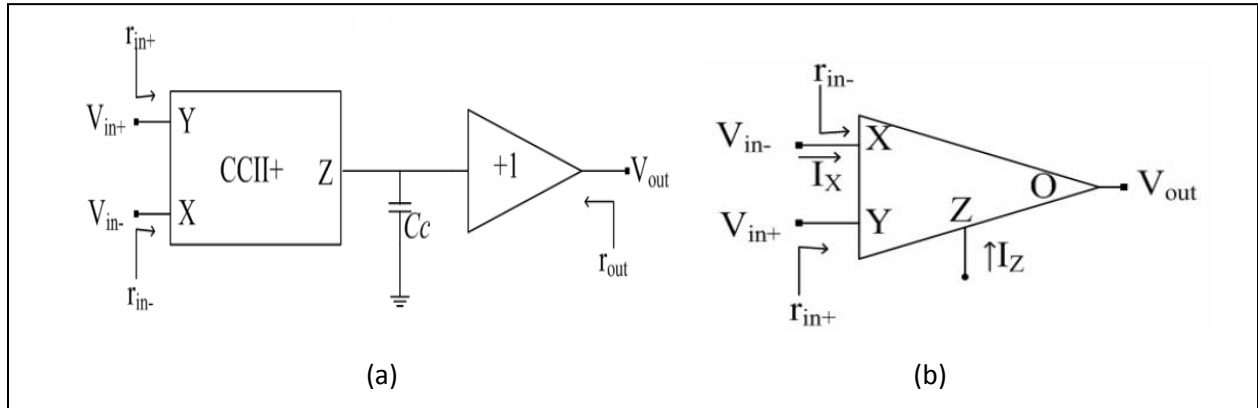 r_in+
V_in+
Y
CCII+
Z
+1
V_out
V_in-
X
Cc
r_in-
r_out
(a)
r_in-
V_in-
X
I_X
O
V_out
V_in+
Y
Z
↑I_Z
r_in+
(b)